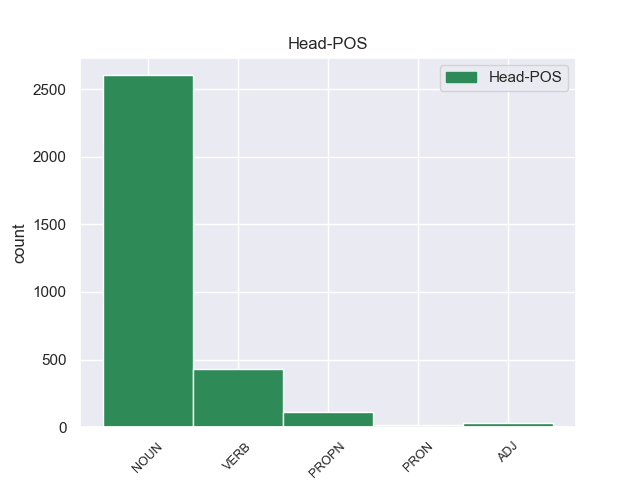 Head-POS
Head-POS
2500
2000
1500
1000
500
0
count
NOUN
VERB
PROPN
PRON
ADJ